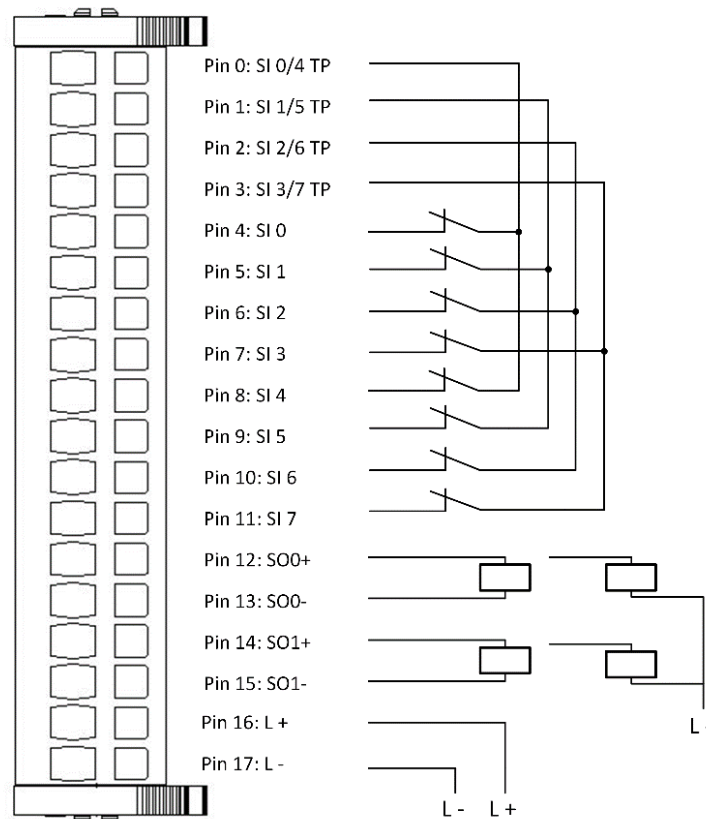 Pin 0: SI 0/4 TP
Pin 1: SI 1/5 TP
Pin 2: SI 2/6 TP
Pin 3: SI 3/7 TP
Pin 4: SI 0
Pin 5: SI 1
Pin 6: SI 2
Pin 7: SI 3
Pin 8: SI 4
Pin 9: SI 5
Pin 10: SI 6
Pin 11: SI 7
Pin 12: SO0+
Pin 13: SO0-
Pin 14: SO1+
Pin 15: SO1-
L -
Pin 16: L +
Pin 17: L -
L - L +